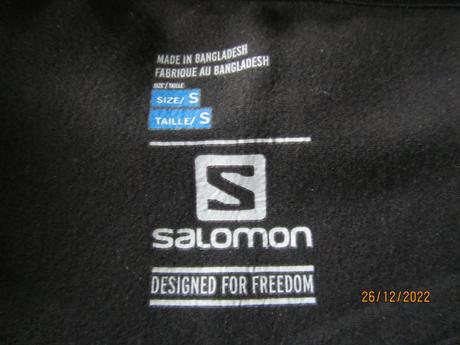 MADE IN BANGLADESH
FABRIQUE AU BANGLADESH
SIZE / TAILLE
SIZE/ S
TAILLE/ S
S
SALOMON
DESIGNED FOR FREEDOM
26/12/2022